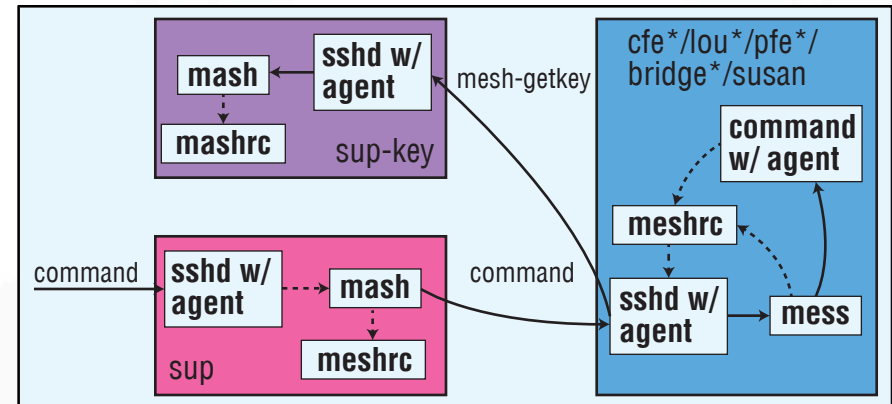 sshd w/
agent
mash
mashrc
sup-key
mesh-getkey
cfe*/lou*/pfe*/
bridge*/susan
command
w/ agent
meshrc
sshd w/
agent
mess
command
sshd w/
agent
mash
meshrc
sup
command